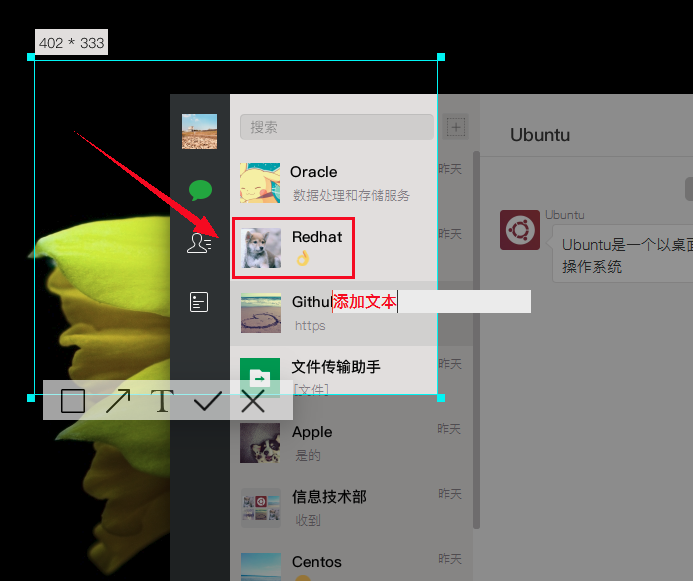 402 * 333
搜索
Ubuntu
Oracle
昨天
数据处理和存储服务
Redhat
昨天
Ubuntu
Ubuntu是一个以桌面
操作系统
Githu
添加文本
https
文件传输助手
昨天
[文件]
T
Apple
昨天
是的
信息技术部
昨天
收到
Centos
昨天